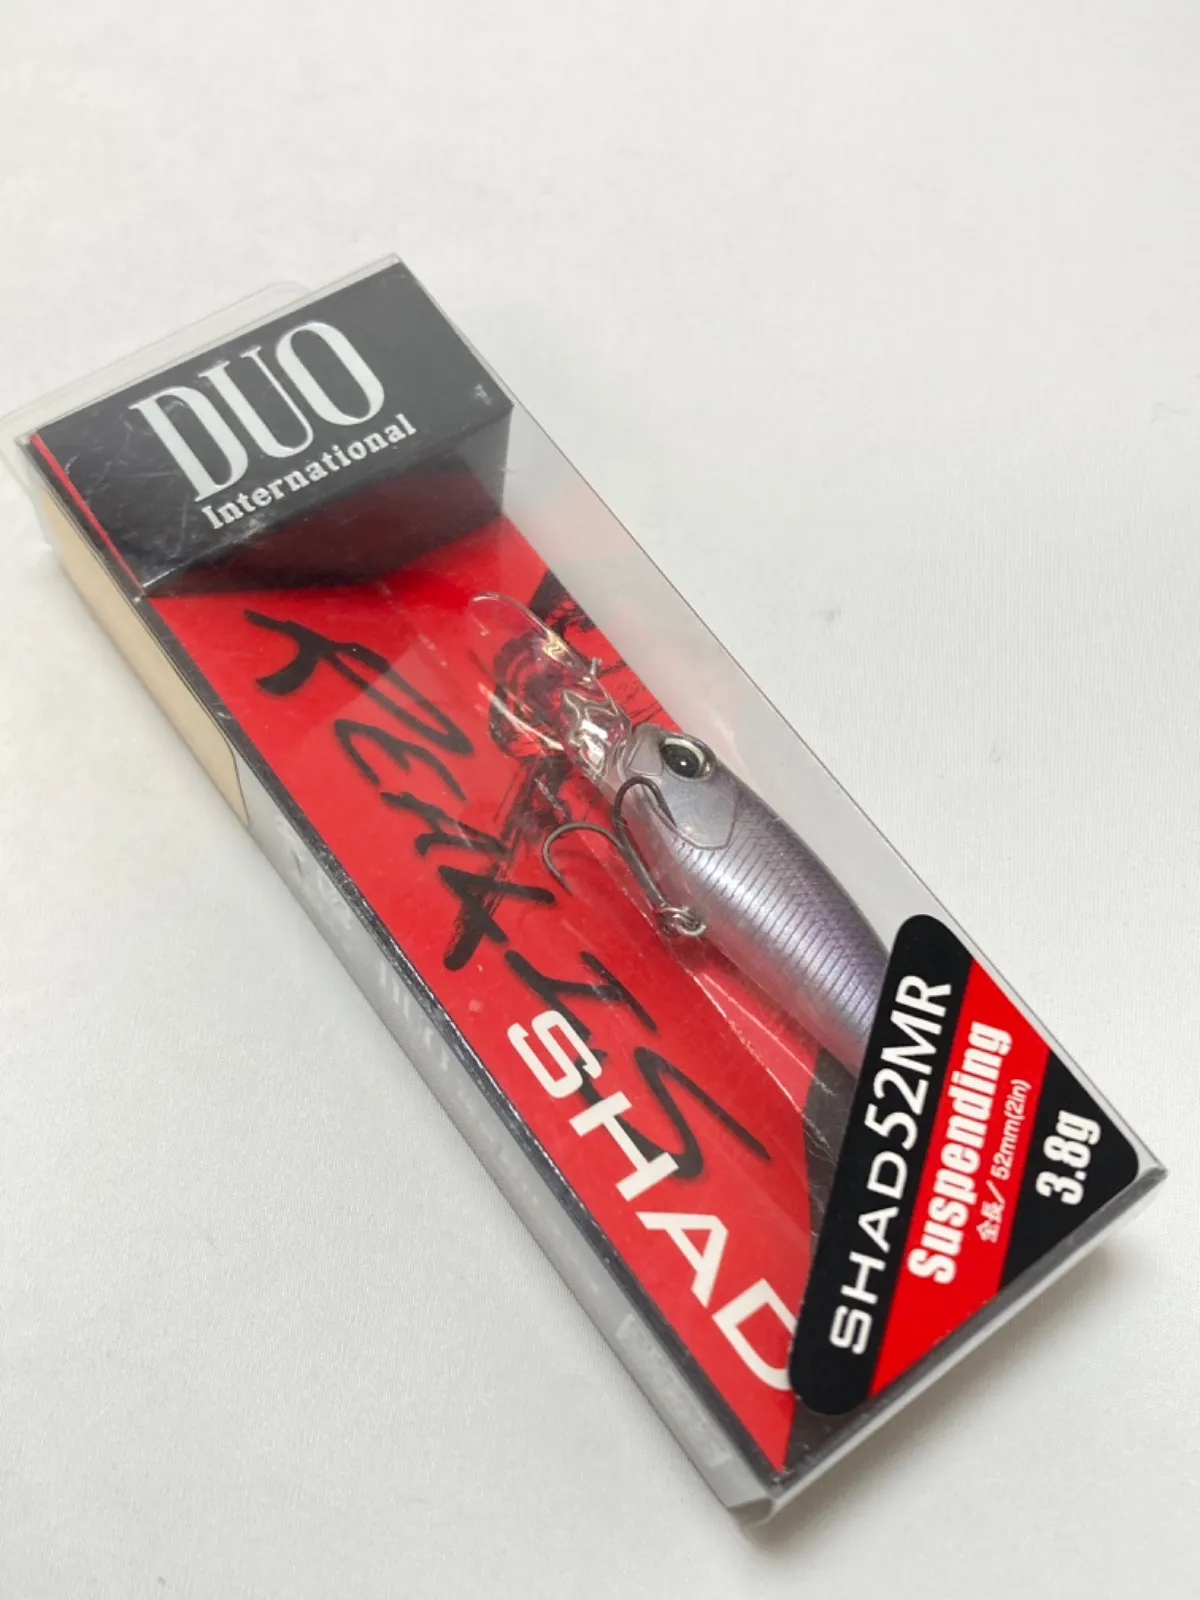 DUO
International
REALIS
SHAD
SHAD52MR
Suspending
全長/52mm(2in)
3.8g